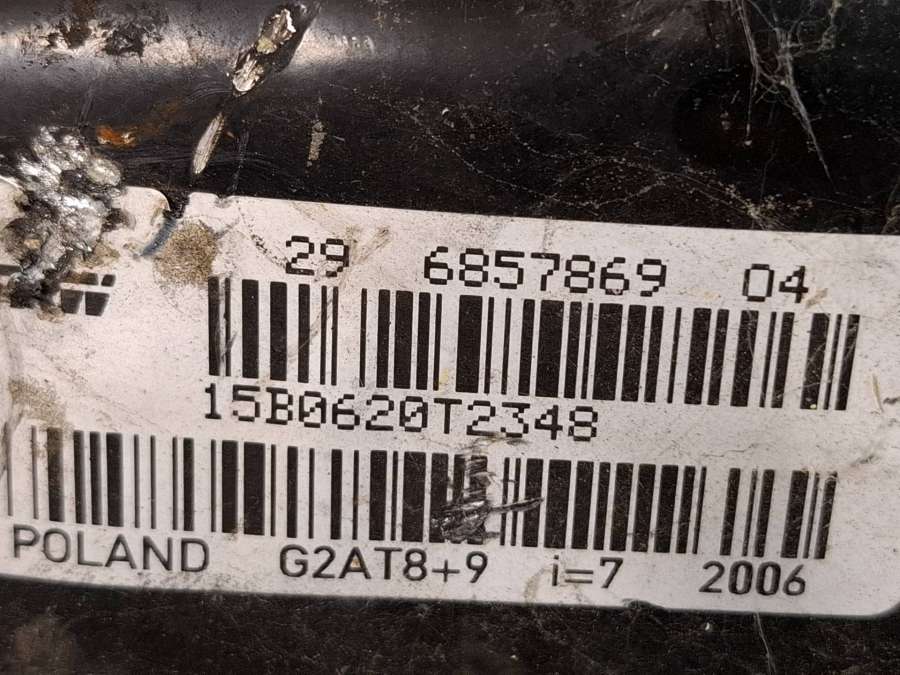 29 6857869 04
15B0620T2348
POLAND G2AT8+9 i=7 2006